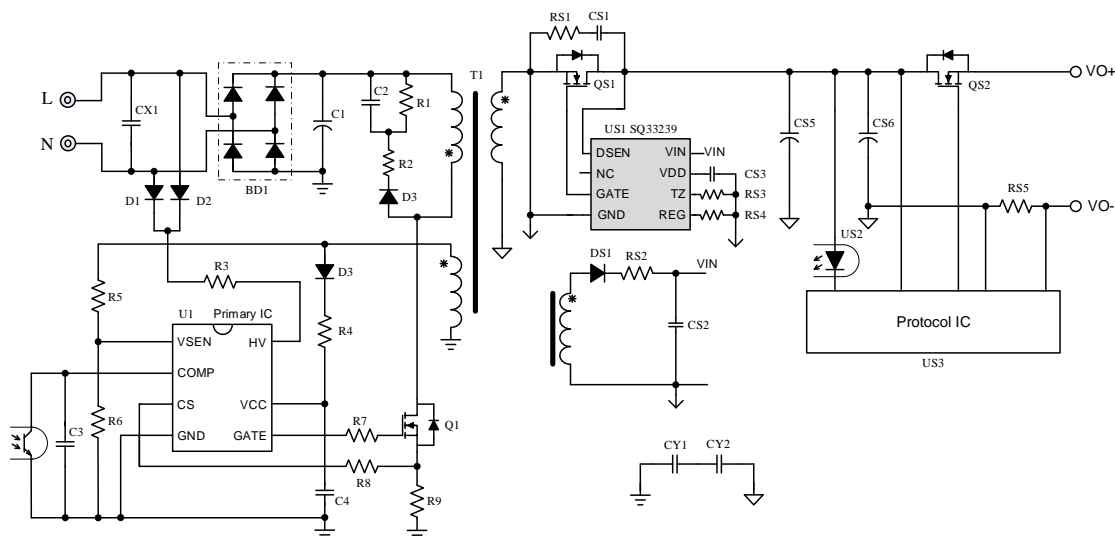 RS1
CS1
T1
QS1
QS2
VO+
L
CX1
N
BD1
C1
C2
R1
R2
D3
D1
D2
US1 SQ33239
DSEN
NC
GATE
GND
VIN
VDD
TZ
REG
VIN
CS3
RS3
RS4
CS5
CS6
RS5
VO-
US2
R3
R5
D3
R4
U1
Primary IC
VSEN
COMP
CS
GND
HV
VCC
GATE
R6
C3
R7
R8
Q1
R9
C4
DS1
RS2
VIN
CS2
Protocol IC
US3
CY1
CY2